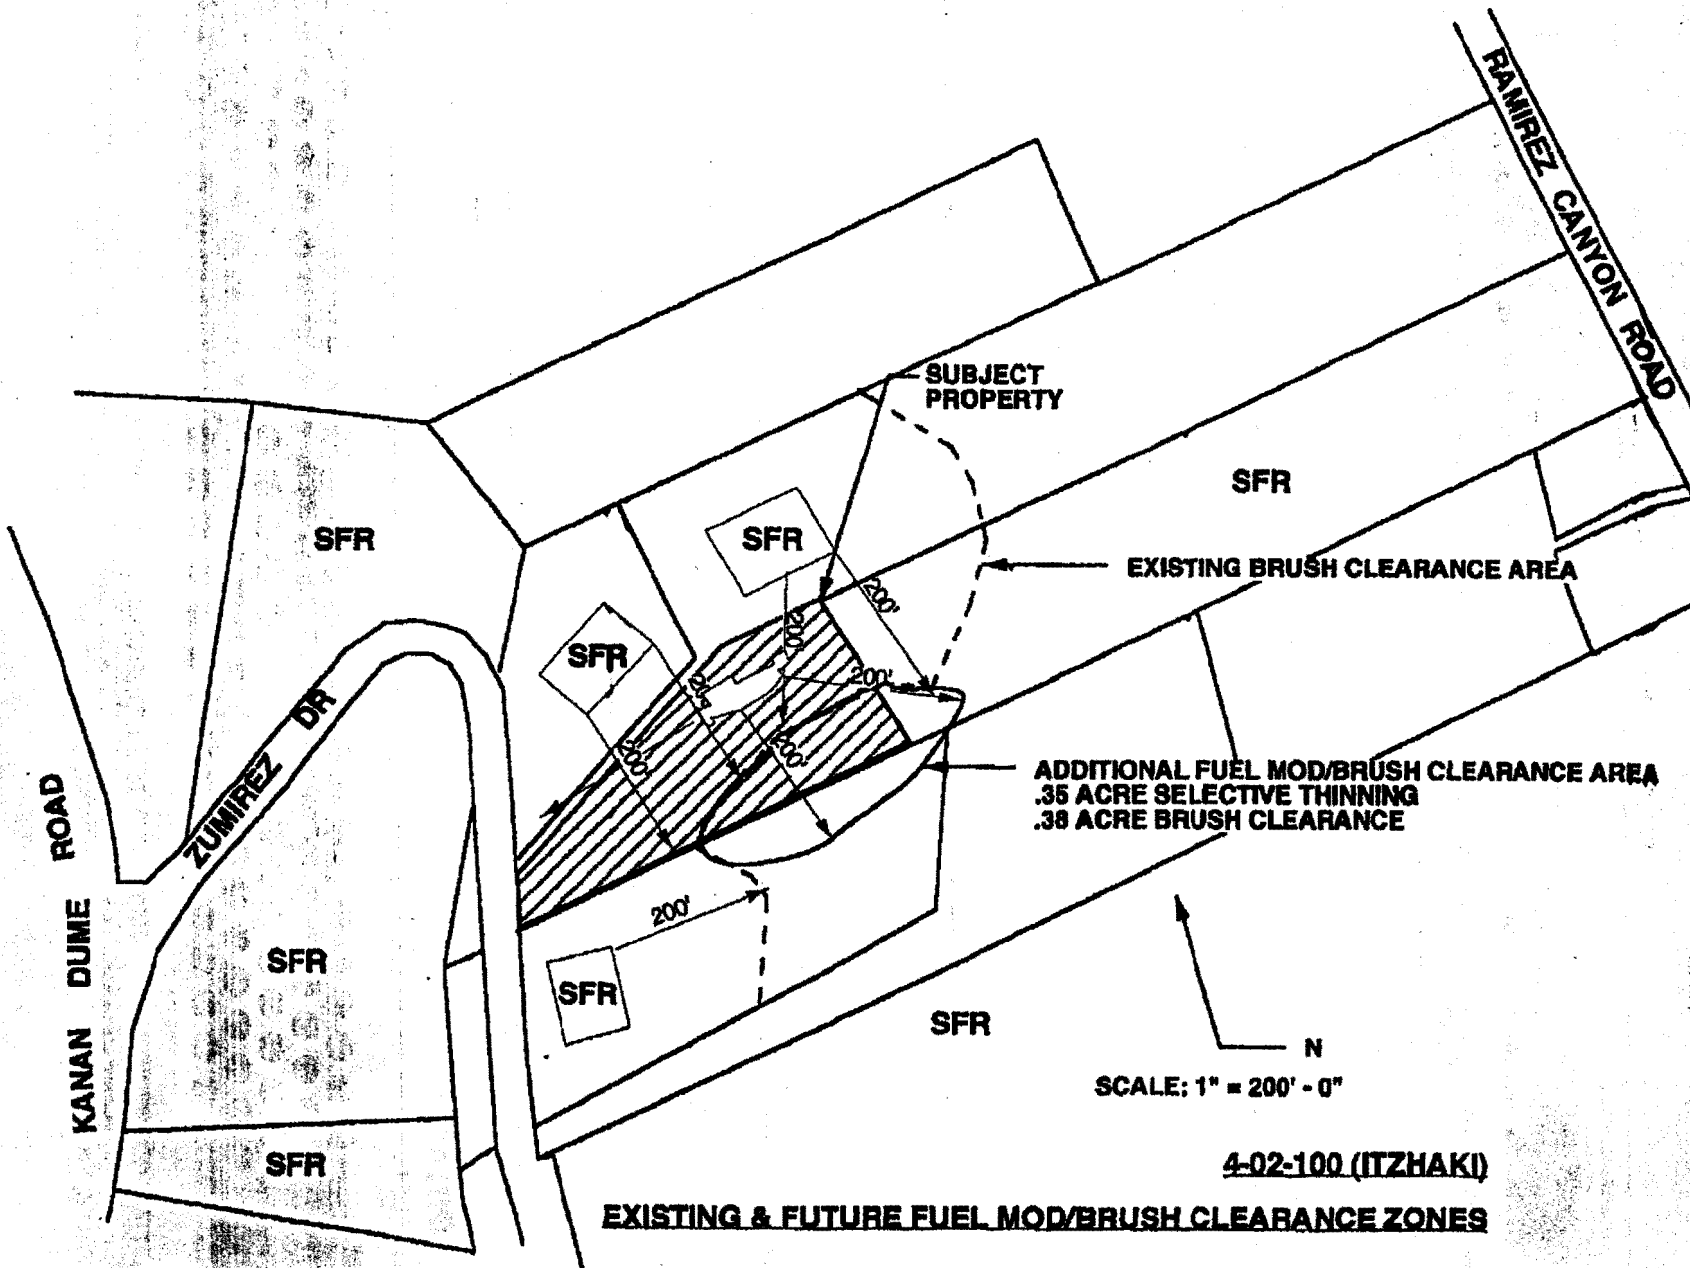 RAMIREZ CANYON ROAD
SUBJECT
PROPERTY
SFR
SFR
SFR
EXISTING BRUSH CLEARANCE AREA
200'
200'
SFR
200'
200'
200'
ZUMIREZ DR
ADDITIONAL FUEL MOD/BRUSH CLEARANCE AREA
.35 ACRE SELECTIVE THINNING
.38 ACRE BRUSH CLEARANCE
KANAN DUME ROAD
200'
SFR
SFR
SFR
N
SCALE: 1" = 200' - 0"
SFR
4-02-100 (ITZHAKI)
EXISTING & FUTURE FUEL MOD/BRUSH CLEARANCE ZONES